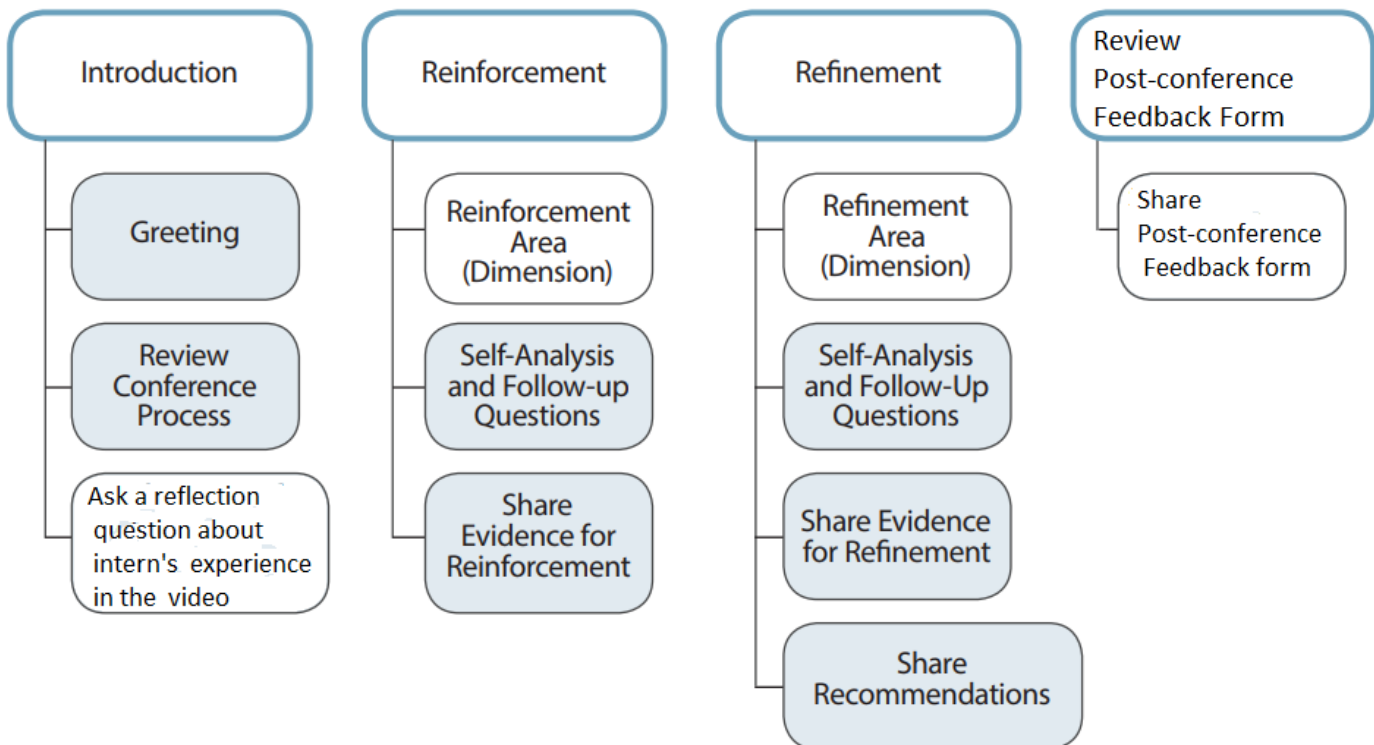 Introduction
Greeting
Review
Conference
Process
Ask a reflection
question about
intern's experience
in the video
Reinforcement
Reinforcement
Area
(Dimension)
Self-Analysis
and Follow-up
Questions
Share
Evidence for
Reinforcement
Refinement
Refinement
Area
(Dimension)
Self-Analysis
and Follow-Up
Questions
Share Evidence
for Refinement
Share
Recommendations
Review
Post-conference
Feedback Form
Share
Post-conference
Feedback form